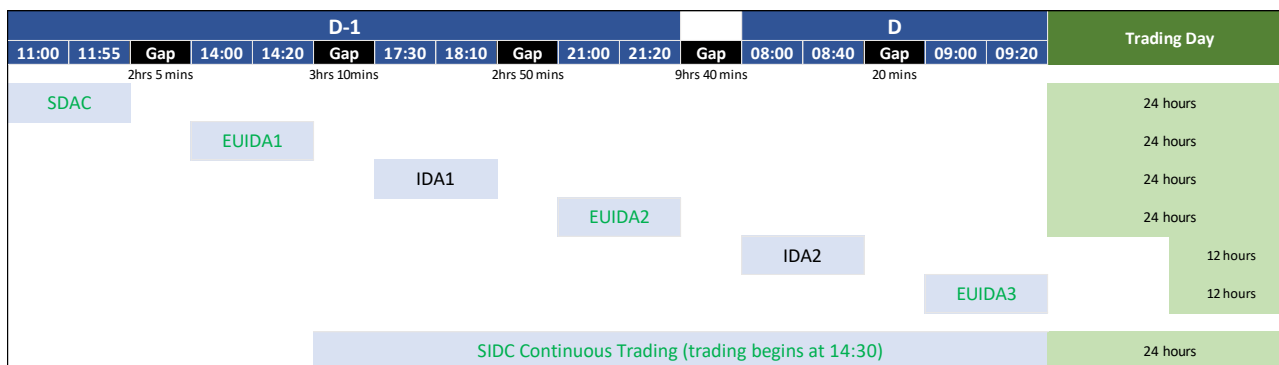 D-1 D Trading Day
11:00 11:55 Gap 14:00 14:20 Gap 17:30 18:10 Gap 21:00 21:20 Gap 08:00 08:40 Gap 09:00 09:20
2hrs 5 mins 3hrs 10mins 2hrs 50 mins 9hrs 40 mins 20 mins
SDAC 24 hours
EUIDA1 24 hours
IDA1 24 hours
EUIDA2 24 hours
IDA2 12 hours
EUIDA3 12 hours
SIDC Continuous Trading (trading begins at 14:30) 24 hours